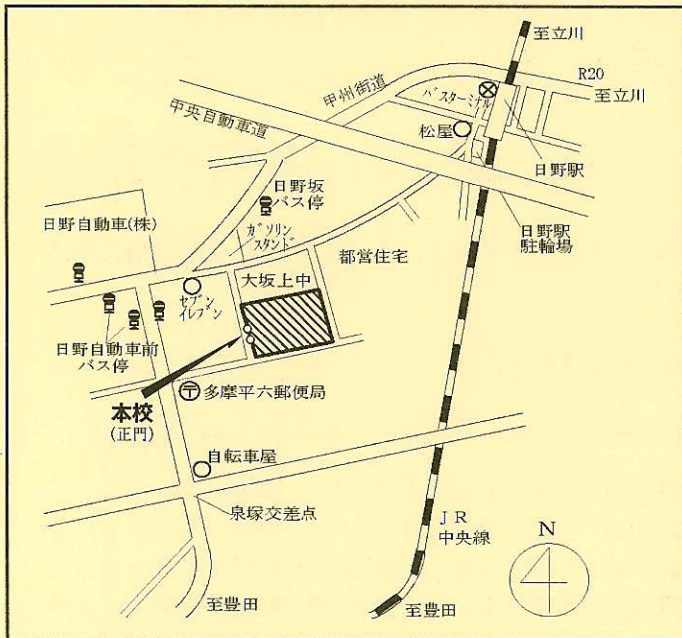 至立川
R20
至立川
甲州街道
バスターミナル
中央自動車道
松屋
日野駅
日野坂
バス停
日野自動車(株)
ガソリン
スタンド
日野駅
駐輪場
都営住宅
大坂上中
セブン
イレブン
日野自動車前
バス停
多摩平六郵便局
本校
(正門)
自転車屋
泉塚交差点
JR
中央線
N
至豊田
至豊田